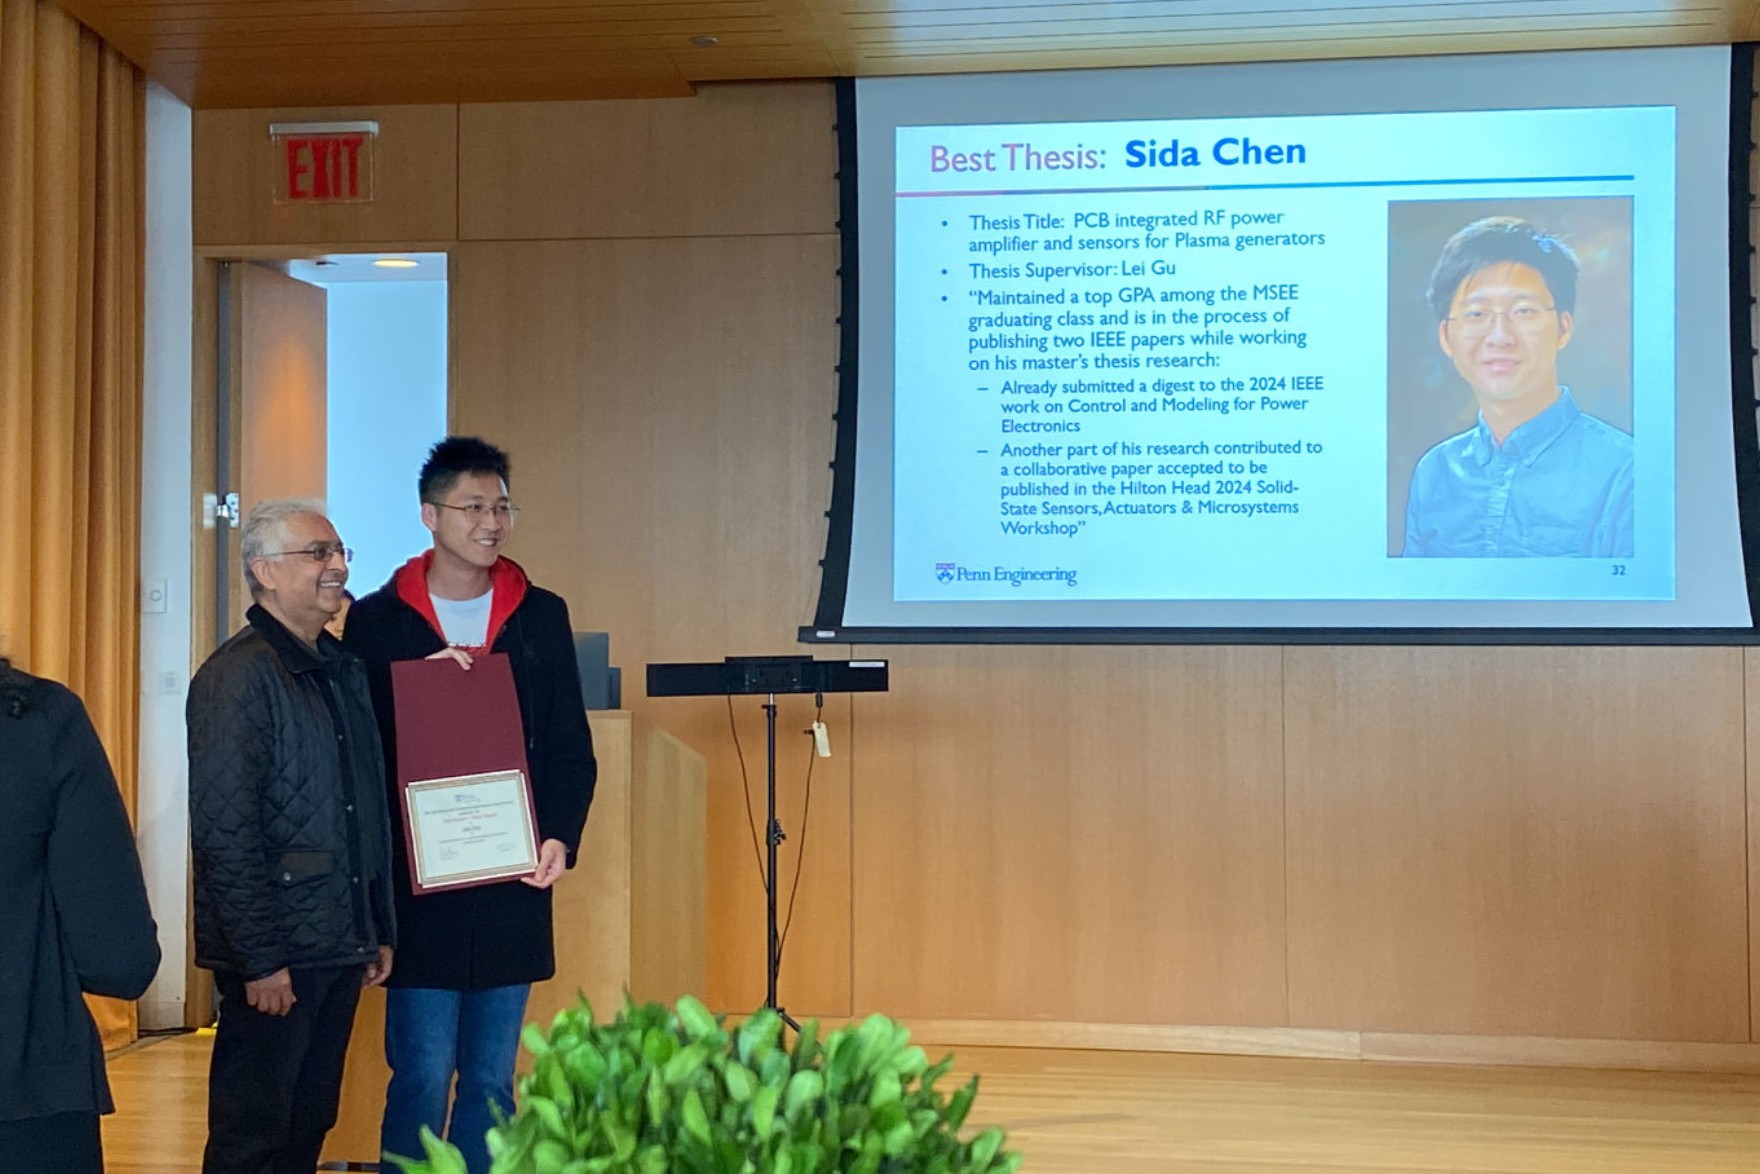 EXIT
Best Thesis: Sida Chen
• Thesis Title: PCB integrated RF power
amplifier and sensors for Plasma generators
• Thesis Supervisor: Lei Gu
• “Maintained a top GPA among the MSEE
graduating class and is in the process of
publishing two IEEE papers while working
on his master's thesis research:
– Already submitted a digest to the 2024 IEEE
work on Control and Modeling for Power
Electronics
– Another part of his research contributed to
a collaborative paper accepted to be
published in the Hilton Head 2024 Solid-
State Sensors, Actuators & Microsystems
Workshop”
Penn Engineering
32